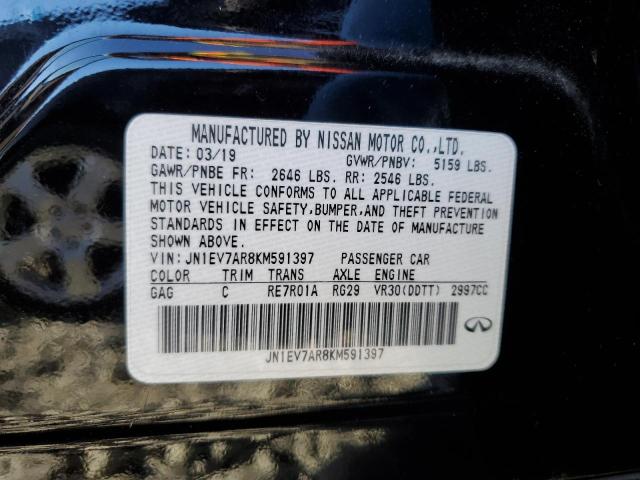 MANUFACTURED BY NISSAN MOTOR CO.,LTD.
DATE: 03/19 GVWR/PNBV: 5159 LBS.
GAWR/PNBE FR: 2646 LBS. RR: 2546 LBS.
THIS VEHICLE CONFORMS TO ALL APPLICABLE FEDERAL
MOTOR VEHICLE SAFETY,BUMPER,AND THEFT PREVENTION
STANDARDS IN EFFECT ON THE DATE OF MANUFACTURE
SHOWN ABOVE.
VIN: JN1EV7AR8KM591397 PASSENGER CAR
COLOR TRIM TRANS AXLE ENGINE
GAG C RE7R01A RG29 VR30(DDTT) 2997CC
JN1EV7AR8KM591397